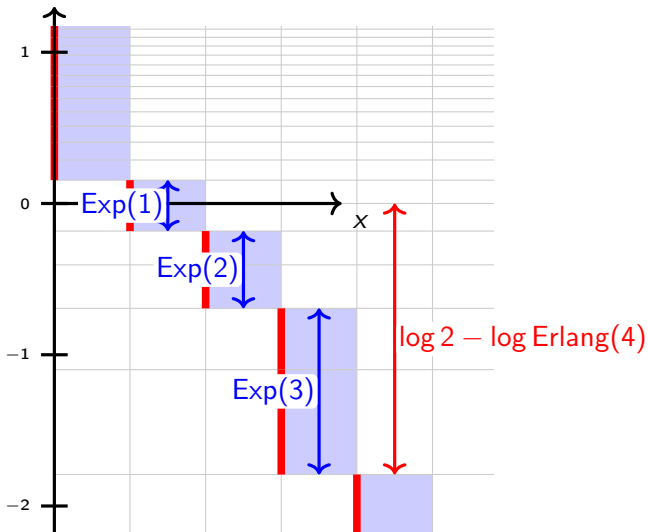 1
Exp(1)
0
x
Exp(2)
log 2 − log Erlang(4)
−1
Exp(3)
−2